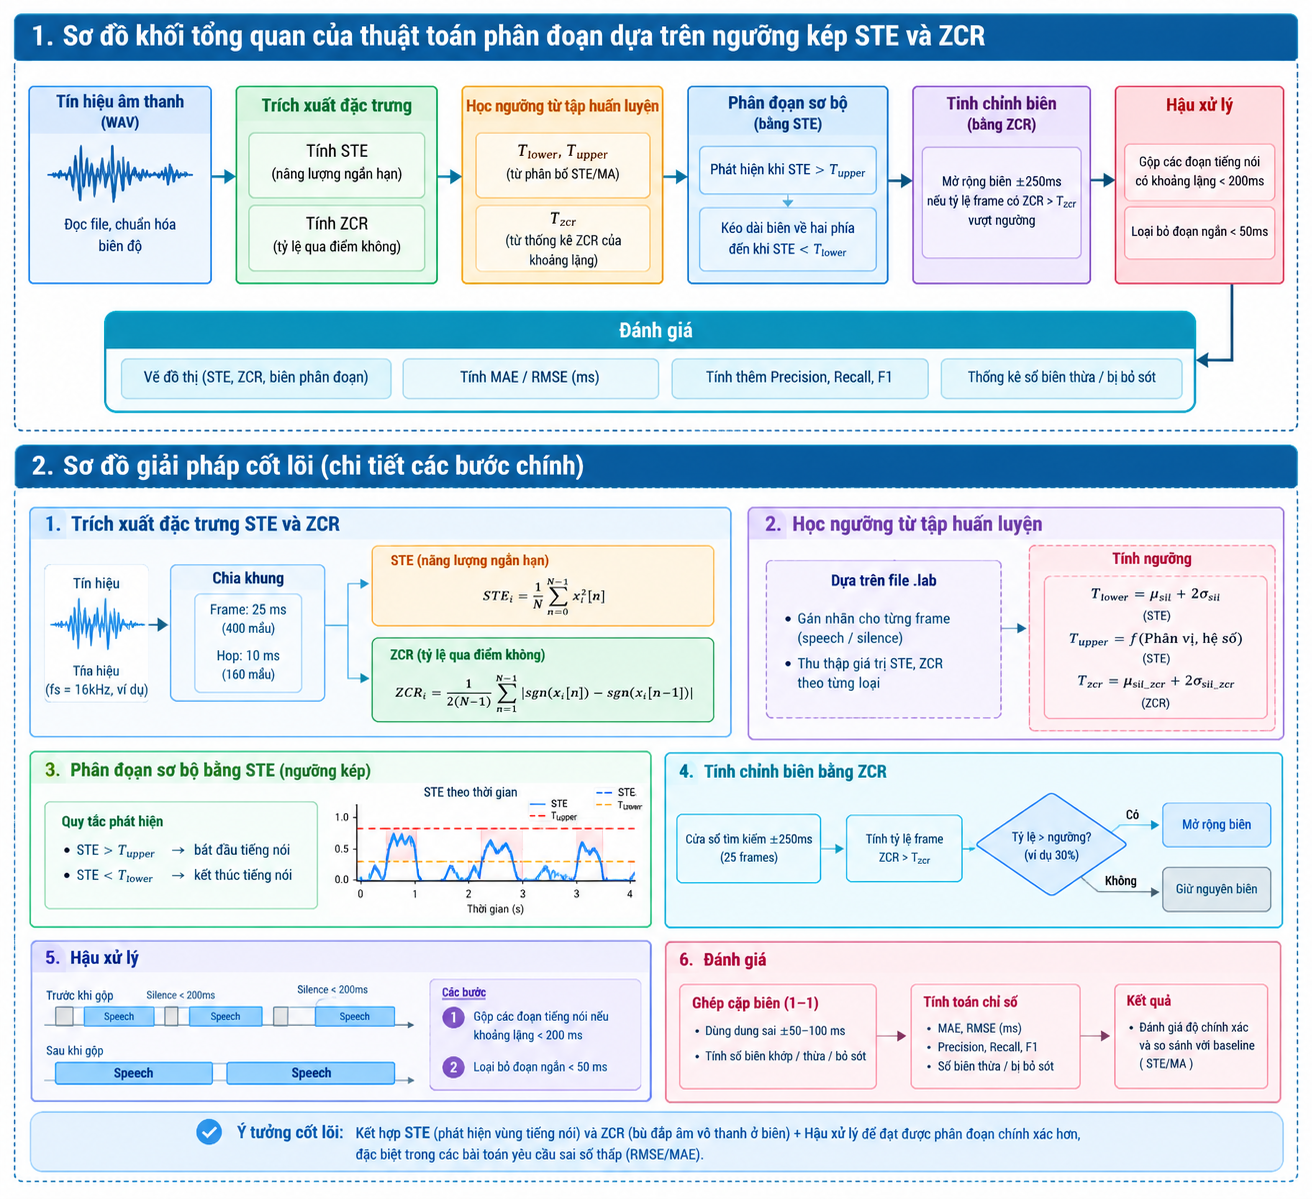 1. Sơ đồ khối tổng quan của thuật toán phân đoạn dựa trên ngưỡng kép STE và ZCR
Tín hiệu âm thanh
(WAV)
Đọc file, chuẩn hóa
biên độ
Trích xuất đặc trưng
Tính STE
(năng lượng ngắn hạn)
Tính ZCR
(tỷ lệ qua điểm không)
Học ngưỡng từ tập huấn luyện
T_lower, T_upper
(từ phân bố STE/MA)
T_zcr
(từ thống kê ZCR của
khoảng lặng)
Phân đoạn sơ bộ
(bằng STE)
Phát hiện khi STE > T_upper
Kéo dài biên về hai phía
đến khi STE < T_lower
Tinh chỉnh biên
(bằng ZCR)
Mở rộng biên ±250ms
nếu tỷ lệ frame có ZCR > T_zcr
vượt ngưỡng
Hậu xử lý
Gộp các đoạn tiếng nói
có khoảng lặng < 200ms
Loại bỏ đoạn ngắn < 50ms
Đánh giá
Vẽ đồ thị (STE, ZCR, biên phân đoạn)
Tính MAE / RMSE (ms)
Tính thêm Precision, Recall, F1
Thống kê số biên thừa / bị bỏ sót
2. Sơ đồ giải pháp cốt lõi (chi tiết các bước chính)
1. Trích xuất đặc trưng STE và ZCR
Tín hiệu
Tína hiệu
(fs = 16kHz, ví dụ)
Chia khung
Frame: 25 ms
(400 mẩu)
Hop: 10 ms
(160 mẩu)
STE (năng lượng ngắn hạn)
STE_i = 1/N ∑_{n=0}^{N−1} x_i^2[n]
ZCR (tỷ lệ qua điểm không)
ZCR_i = 1/2(N−1) ∑_{n=1}^{N−1} |sgn(x_i[n]) − sgn(x_i[n−1])|
2. Học ngưỡng từ tập huấn luyện
Dựa trên file .lab
• Gán nhãn cho từng frame
(speech / silence)
• Thu thập giá trị STE, ZCR
theo từng loại
Tính ngưỡng
T_lower = μ_sil + 2σ_sil
(STE)
T_upper = f(Phân vị, hệ số)
(STE)
T_zcr = μ_sil_zcr + 2σ_sil_zcr
(ZCR)
3. Phân đoạn sơ bộ bằng STE (ngưỡng kép)
Quy tắc phát hiện
• STE > T_upper → bắt đầu tiếng nói
• STE < T_lower → kết thúc tiếng nói
STE theo thời gian
STE
T_upper
STE
T_lower
1.0
0.5
0.0
0 1 2 3 3 4
Thời gian (s)
4. Tinh chỉnh biên bằng ZCR
Cửa sổ tìm kiếm ±250ms
(25 frames)
Tính tỷ lệ frame
ZCR > T_zcr
Tỷ lệ > ngưỡng?
(ví dụ 30%)
Có
Mở rộng biên
Không
Giữ nguyên biên
5. Hậu xử lý
Trước khi gộp
Silence < 200ms
Silence < 200ms
Speech
Speech
Speech
Sau khi gộp
Speech
Speech
Các bước
1 Gộp các đoạn tiếng nói nếu
khoảng lặng < 200 ms
2 Loại bỏ đoạn ngắn < 50 ms
6. Đánh giá
Ghép cặp biên (1–1)
• Dùng dung sai ±50–100 ms
• Tính số biên khớp / thừa / bỏ sót
Tính toán chỉ số
• MAE, RMSE (ms)
• Precision, Recall, F1
• Số biên thừa / bị bỏ sót
Kết quả
• Đánh giá độ chính xác
và so sánh với baseline
( STE/MA )
Ý tưởng cốt lõi: Kết hợp STE (phát hiện vùng tiếng nói) và ZCR (bù đắp âm vô thanh ở biên) + Hậu xử lý để đạt được phân đoạn chính xác hơn,
đặc biệt trong các bài toán yêu cầu sai số thấp (RMSE/MAE).